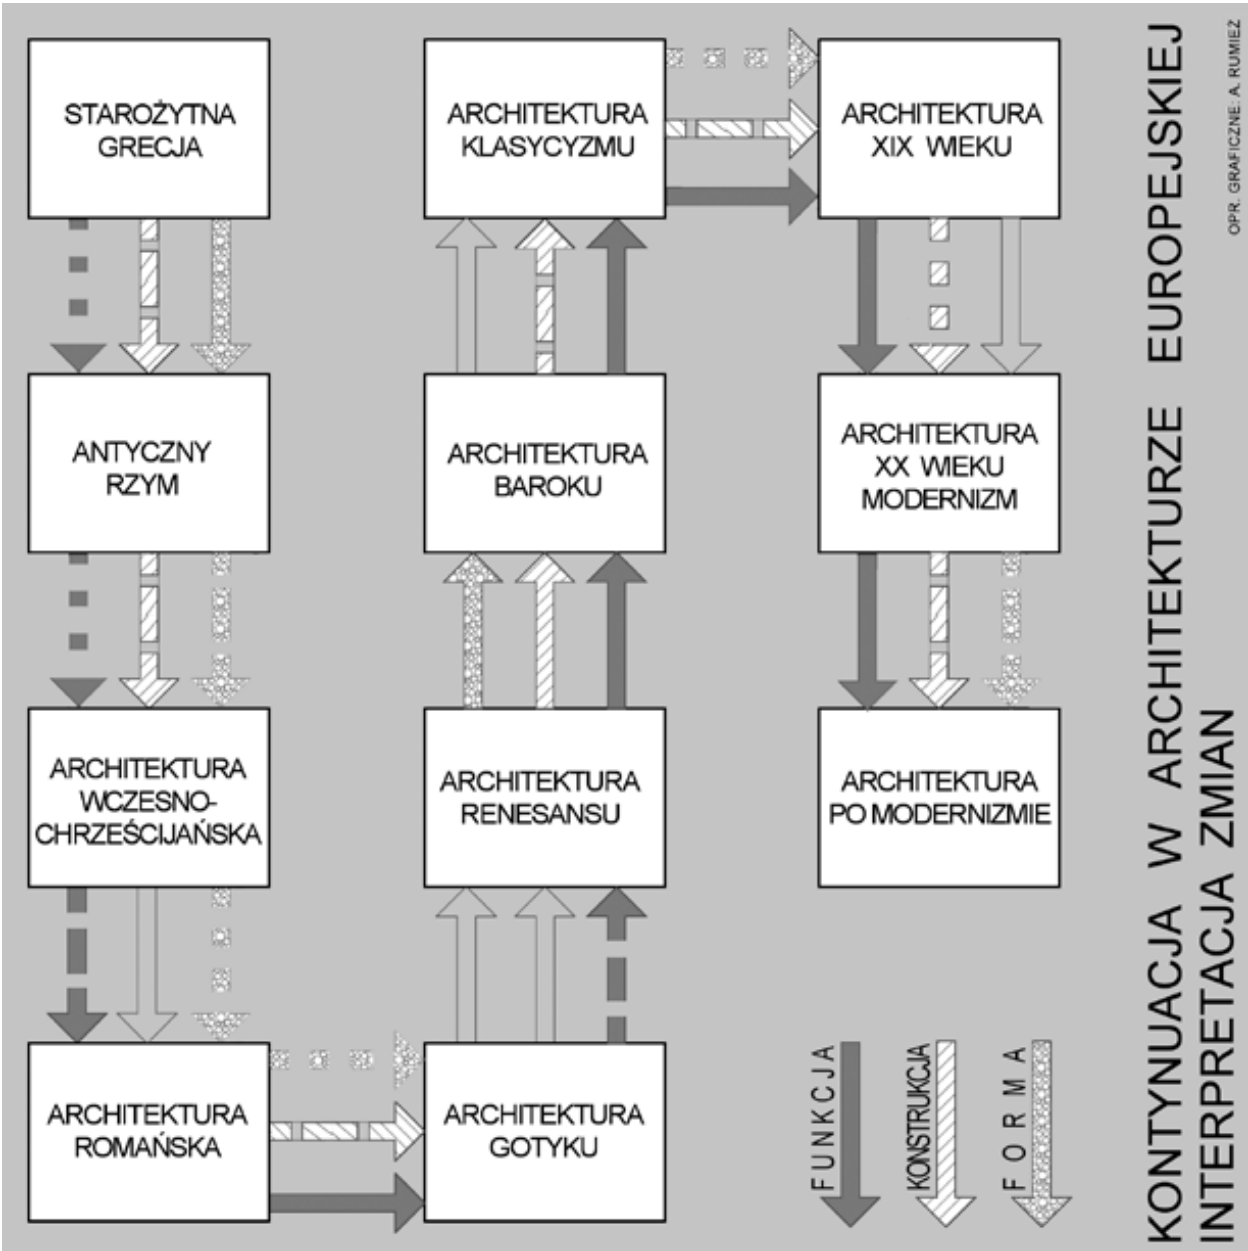 STAROŻYTNA
GRECJA
ANTYCZNY
RZYM
ARCHITEKTURA
WCZESNO-
CHRZEŚCIJAŃSKA
ARCHITEKTURA
ROMAŃSKA
ARCHITEKTURA
GOTYKU
ARCHITEKTURA
RENESANSU
ARCHITEKTURA
BAROKU
ARCHITEKTURA
KLASYCYZMU
ARCHITEKTURA
XIX WIEKU
ARCHITEKTURA
XX WIEKU
MODERNIZM
ARCHITEKTURA
PO MODERNIZMIE
FUNKCJA
KONSTRUKCJA
FORMA
KONTYNUACJA W ARCHITEKTURZE EUROPEJSKIEJ
INTERPRETACJA ZMIAN
OPR. GRAFICZNE: A. RUMIEŻ